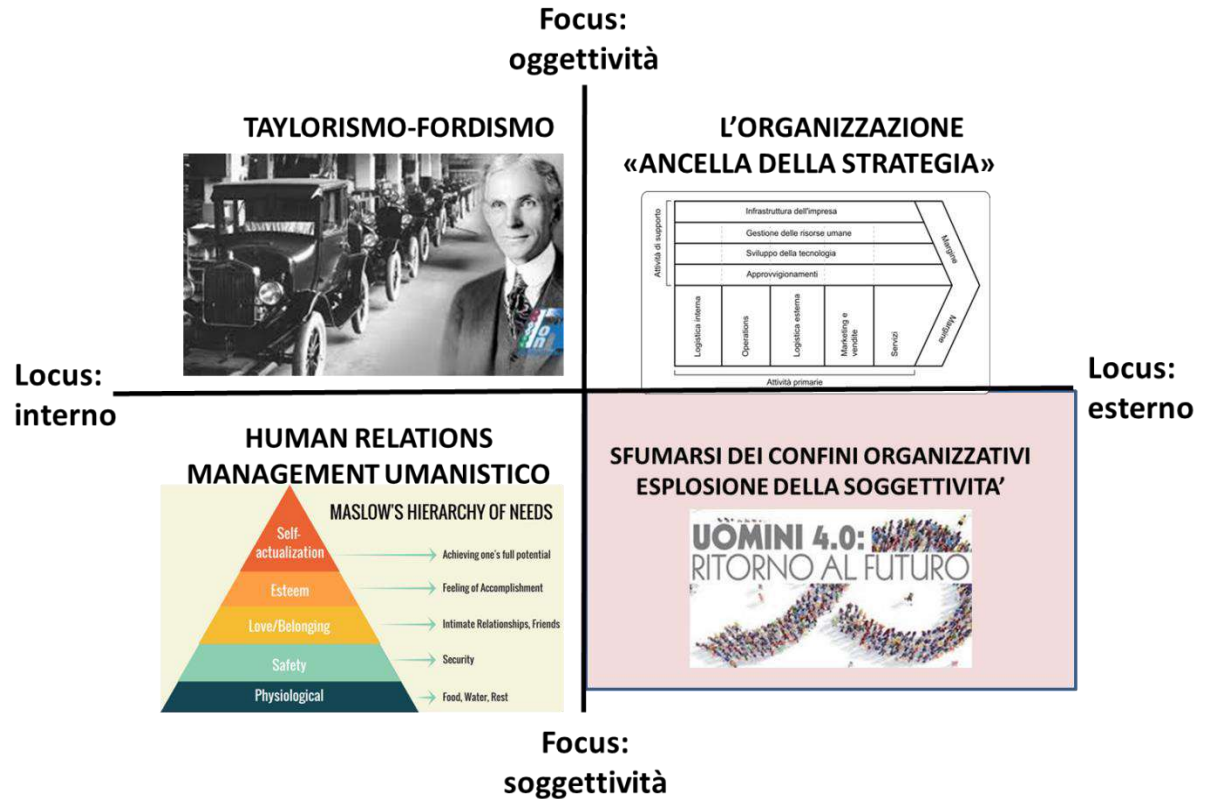 Focus:
oggettività
TAYLORISMO-FORDISMO
L'ORGANIZZAZIONE
«ANCELLA DELLA STRATEGIA»
Attività di supporto
Infrastruttura dell'impresa
Gestione delle risorse umane
Sviluppo della tecnologia
Approvvigionamenti
Margine
Logistica interna
Operations
Logistica esterna
Marketing e
vendite
Servizi
Margine
Attività primarie
Locus:
interno
Locus:
esterno
HUMAN RELATIONS
MANAGEMENT UMANISTICO
MASLOW'S HIERARCHY OF NEEDS
Self-
actualization
Achieving one's full potential
Esteem
Feeling of Accomplishment
Love/Belonging
Intimate Relationships, Friends
Safety
Security
Physiological
Food, Water, Rest
SFUMARSI DEI CONFINI ORGANIZZATIVI
ESPLOSIONE DELLA SOGGETTIVITA'
UOMINI 4.0:
RITORNO AL FUTURO
Focus:
soggettività